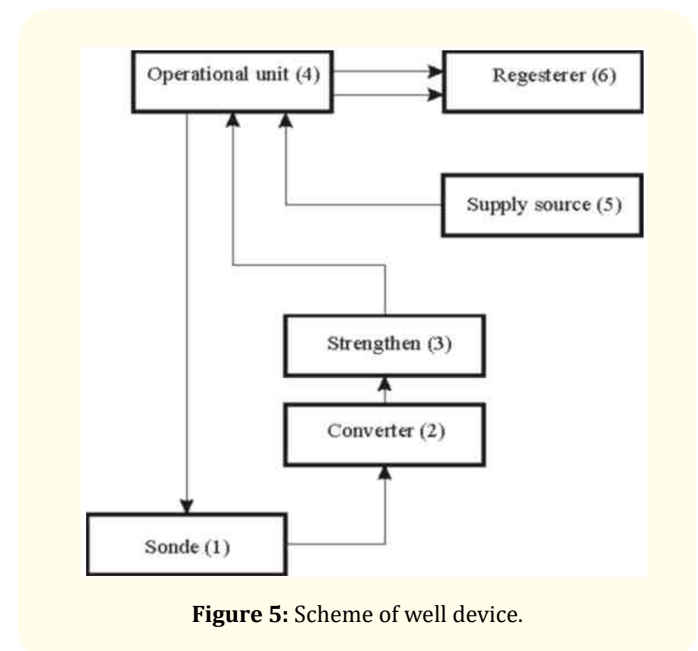 Operational unit (4)
Regesterer (6)
Supply source (5)
Strengthen (3)
Converter (2)
Sonde (1)
Figure 5: Scheme of well device.